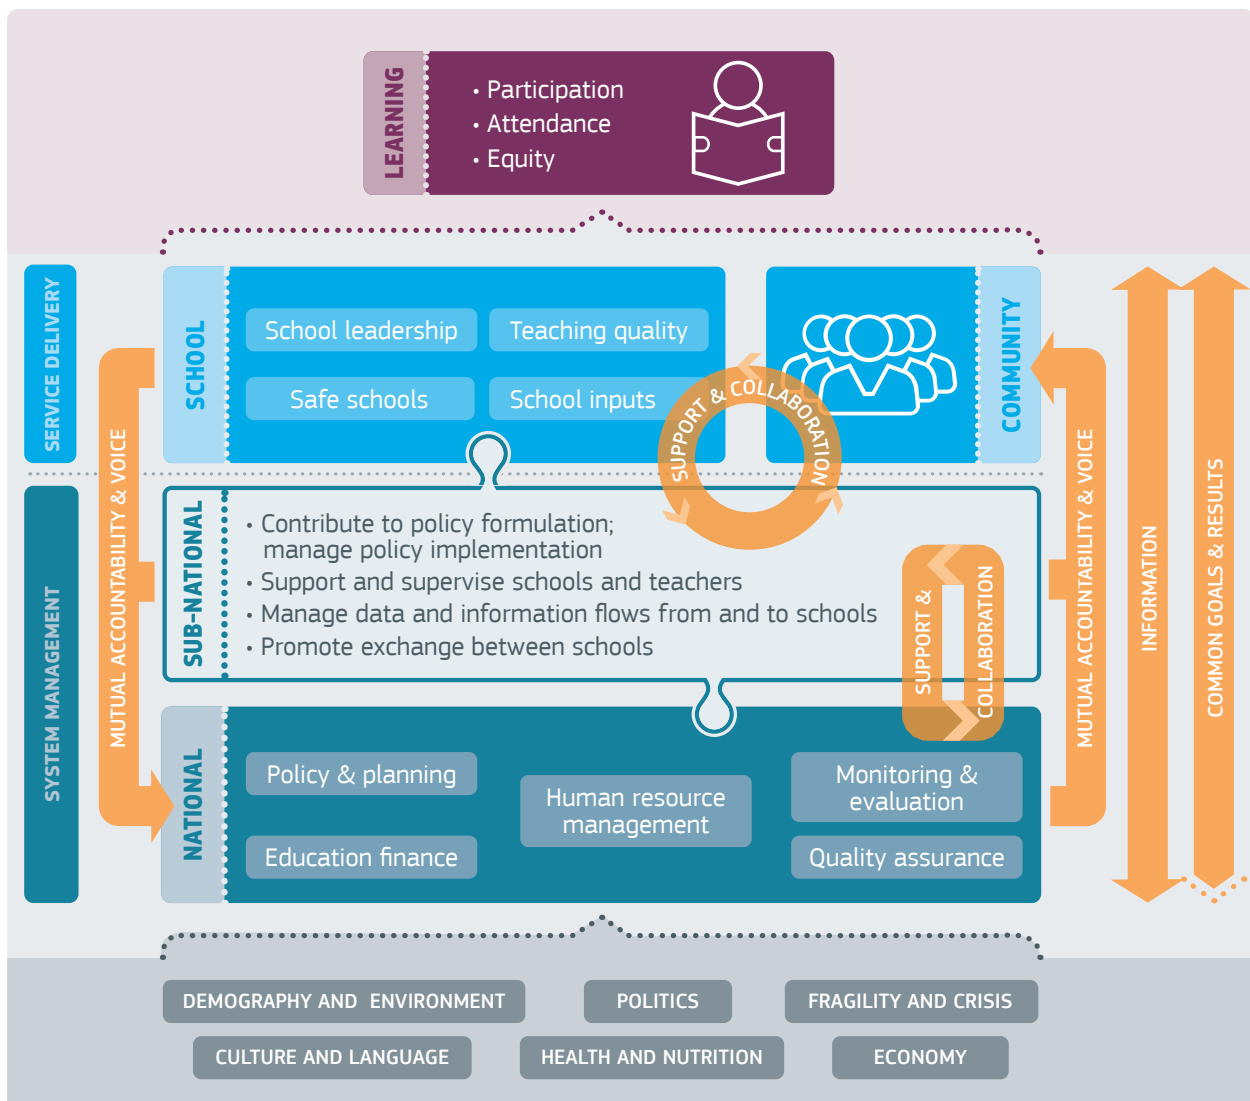 LEARNING
• Participation
• Attendance
• Equity
SERVICE DELIVERY
SCHOOL
School leadership
Teaching quality
Safe schools
School inputs
COMMUNITY
SUPPORT & COLLABORATION
MUTUAL ACCOUNTABILITY & VOICE
SYSTEM MANAGEMENT
SUB-NATIONAL
• Contribute to policy formulation;
manage policy implementation
• Support and supervise schools and teachers
• Manage data and information flows from and to schools
• Promote exchange between schools
SUPPORT &
COLLABORATION
MUTUAL ACCOUNTABILITY & VOICE
INFORMATION
COMMON GOALS & RESULTS
NATIONAL
Policy & planning
Education finance
Human resource
management
Monitoring &
evaluation
Quality assurance
DEMOGRAPHY AND ENVIRONMENT
POLITICS
FRAGILITY AND CRISIS
CULTURE AND LANGUAGE
HEALTH AND NUTRITION
ECONOMY